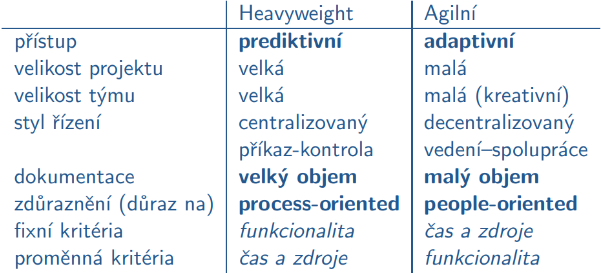 Heavyweight Agilní
přístup prediktivní adaptivní
velikost projektu velká malá
velikost týmu velká malá (kreativní)
styl řízení centralizovaný decentralizovaný
příkaz-kontrola vedení–spolupráce
dokumentace velký objem malý objem
zdůraznění (důraz na) process-oriented people-oriented
fixní kritéria funkcionalita čas a zdroje
proměnná kritéria čas a zdroje funkcionalita